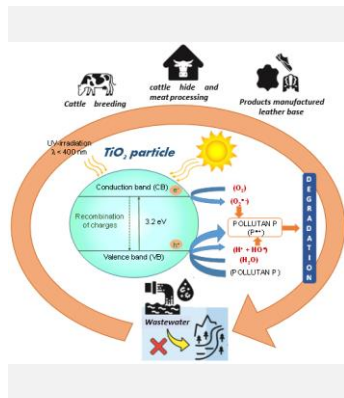 Cattle breeding
cattle hide and
meat processing
Products manufactured
leather base
UV-irradiation
λ < 400 nm
TiO₂ particle
Conduction band (CB)
e⁻
Recombination
of charges
3.2 eV
Valence band (VB)
h⁺
(O₂)
(O₂•⁻)
POLLUTAN P
(P•⁺)
(H⁺ + HO•)
(H₂O)
(POLLUTAN P)
DEGRADATION
Wastewater